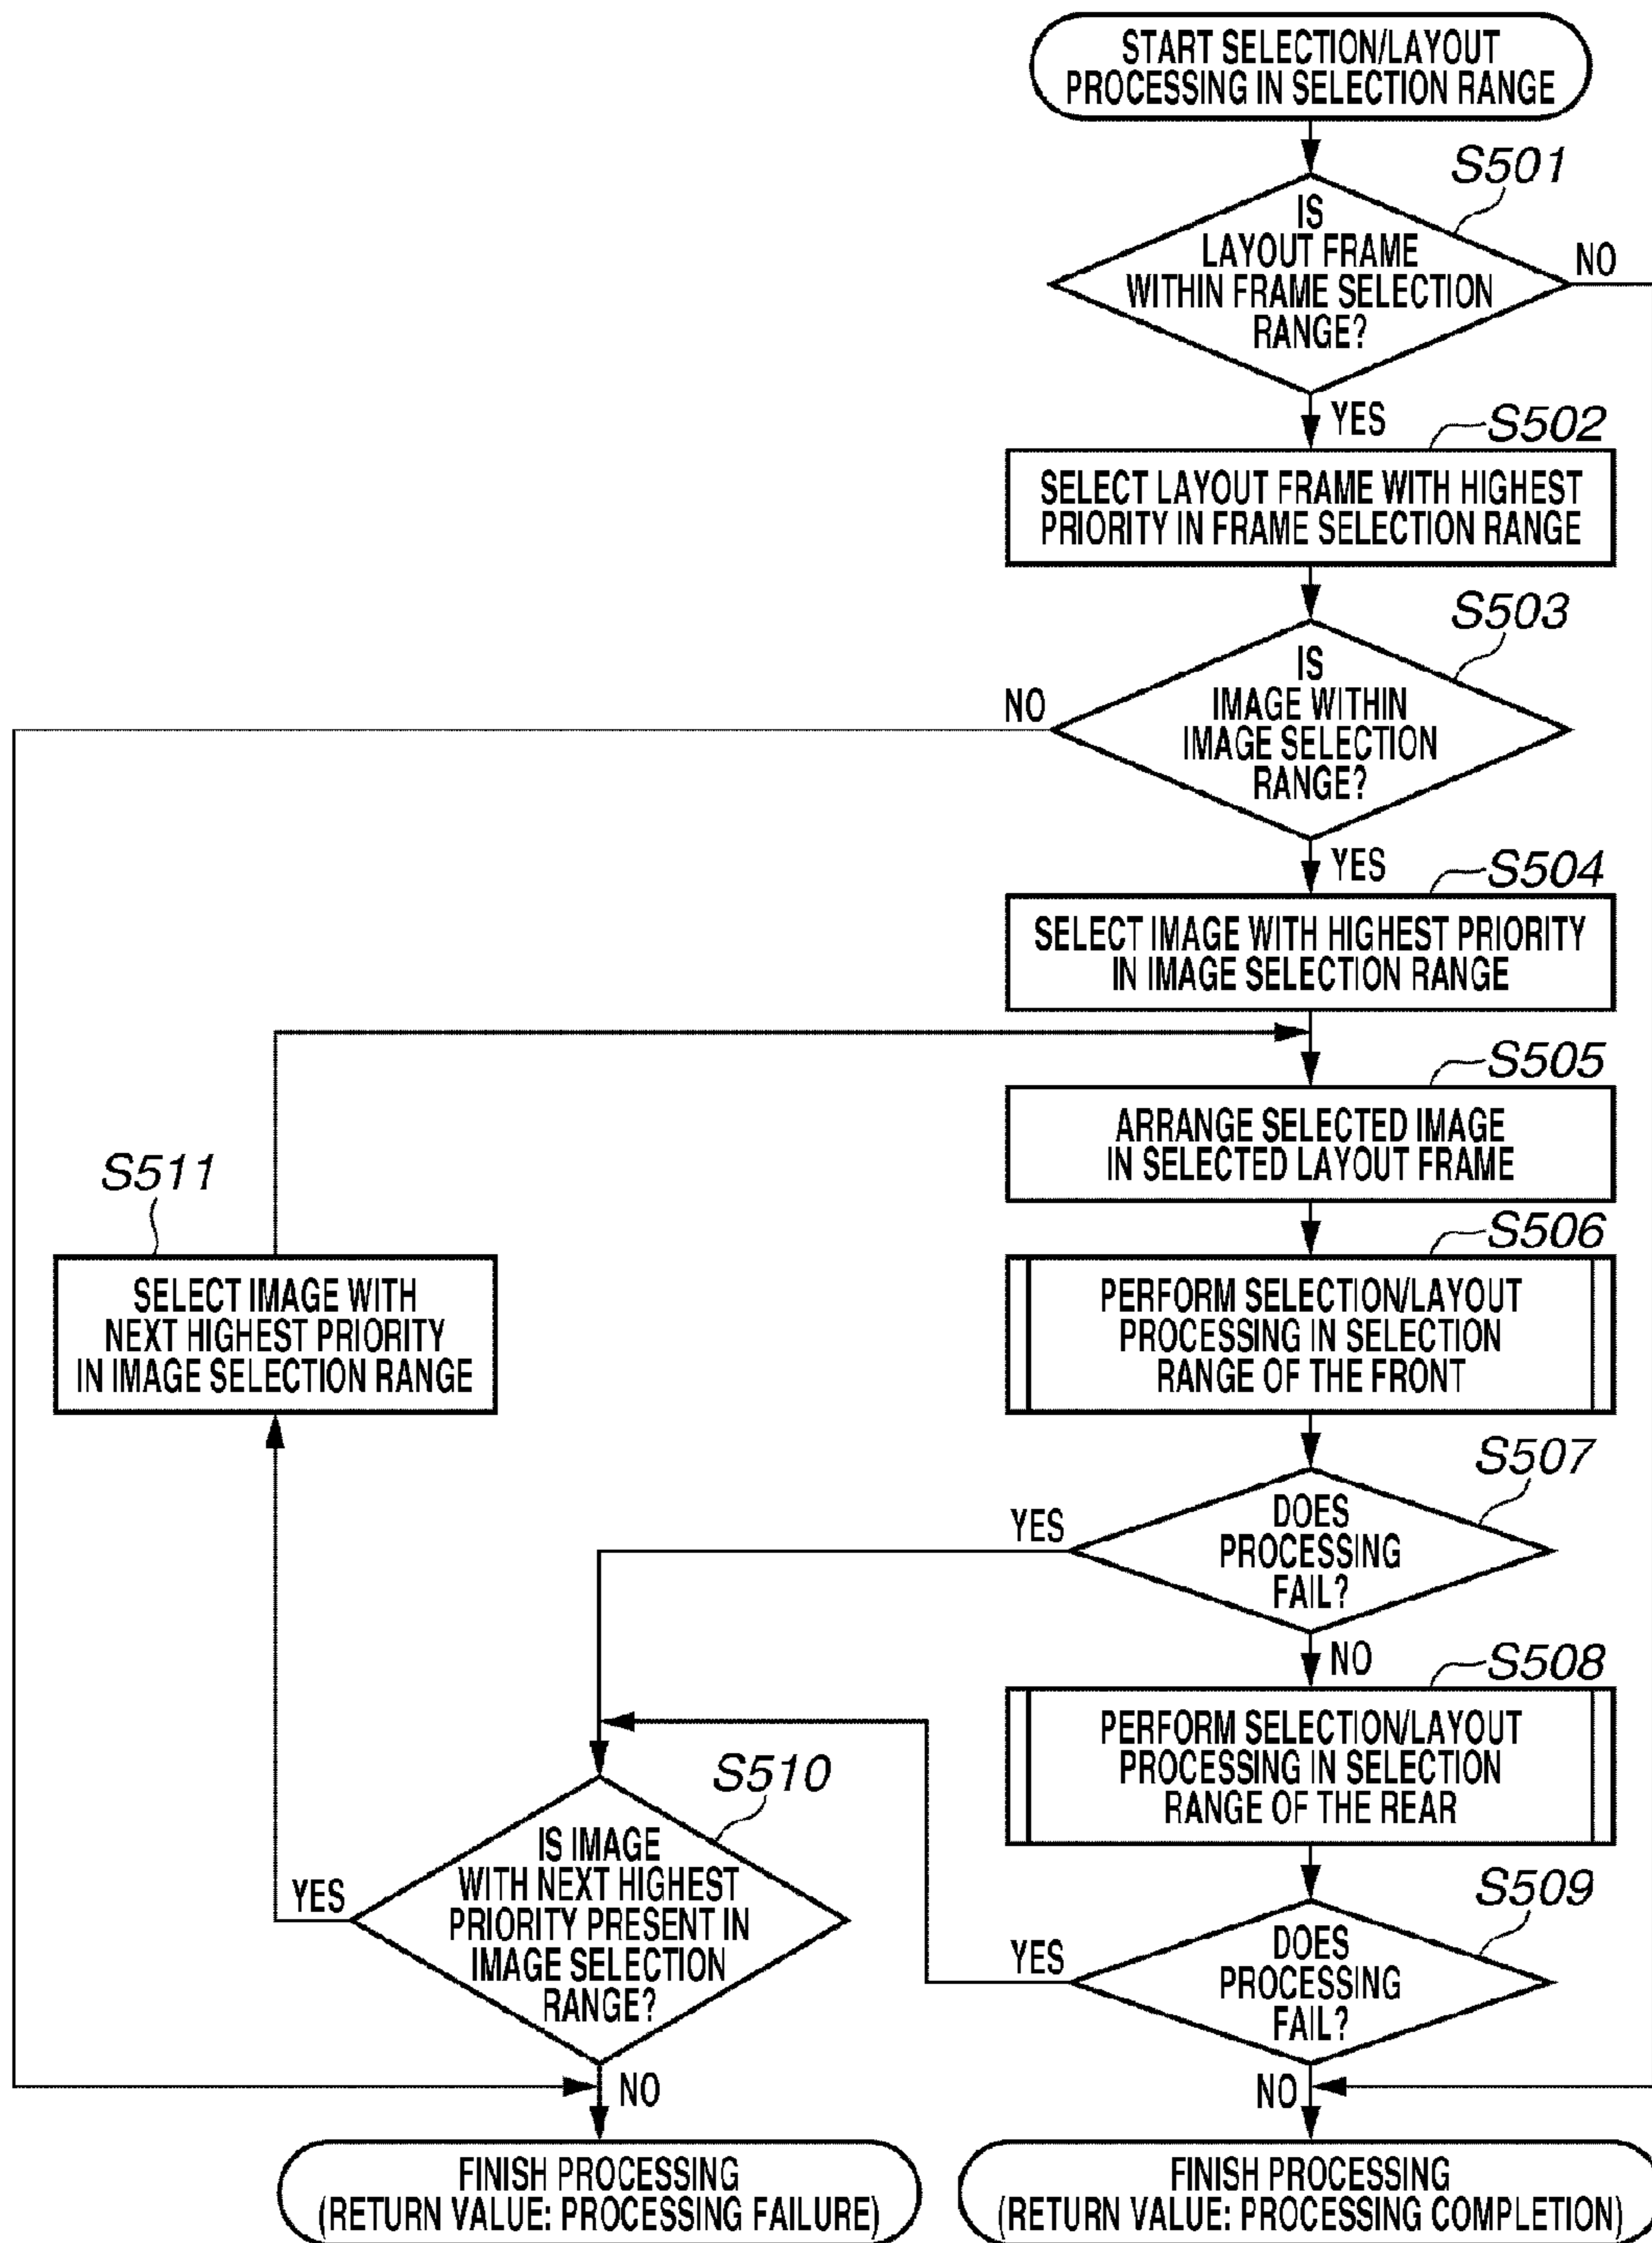 START SELECTION/LAYOUT
PROCESSING IN SELECTION RANGE
S501
IS
LAYOUT FRAME
WITHIN FRAME SELECTION
RANGE?
NO
YES
S502
SELECT LAYOUT FRAME WITH HIGHEST
PRIORITY IN FRAME SELECTION RANGE
S503
IS
IMAGE WITHIN
IMAGE SELECTION
RANGE?
NO
YES
S504
SELECT IMAGE WITH HIGHEST PRIORITY
IN IMAGE SELECTION RANGE
S505
ARRANGE SELECTED IMAGE
IN SELECTED LAYOUT FRAME
S511
SELECT IMAGE WITH
NEXT HIGHEST PRIORITY
IN IMAGE SELECTION RANGE
S506
PERFORM SELECTION/LAYOUT
PROCESSING IN SELECTION
RANGE OF THE FRONT
S507
DOES
PROCESSING
FAIL?
YES
NO
S508
PERFORM SELECTION/LAYOUT
PROCESSING IN SELECTION
RANGE OF THE REAR
S510
IS IMAGE
WITH NEXT HIGHEST
PRIORITY PRESENT IN
IMAGE SELECTION
RANGE?
YES
NO
S509
DOES
PROCESSING
FAIL?
YES
NO
FINISH PROCESSING
(RETURN VALUE: PROCESSING FAILURE)
FINISH PROCESSING
(RETURN VALUE: PROCESSING COMPLETION)